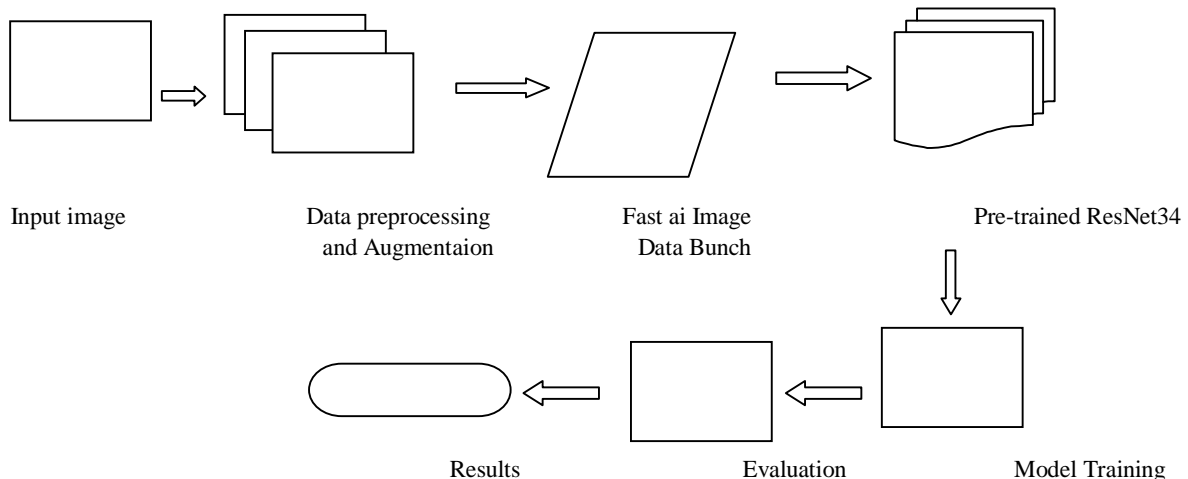 Input image
Data preprocessing
and Augmentaion
Fast ai Image
Data Bunch
Pre-trained ResNet34
Results
Evaluation
Model Training